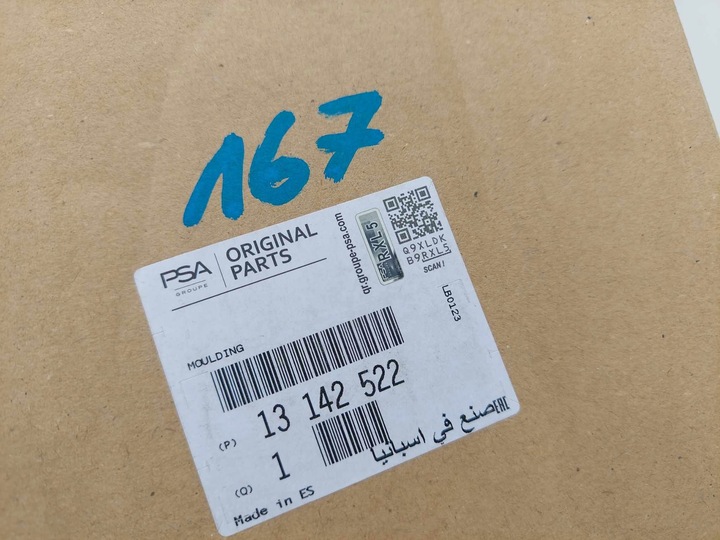 167
PSA
GROUPE
ORIGINAL
PARTS
qr.groupe-psa.com
RXL5
Q9XLDK
B9RXL5
SCAN!
LB0123
MOULDING
(P) 13 142 522
(Q) 1
Made in ES
صنع في اسبانيا
EAC